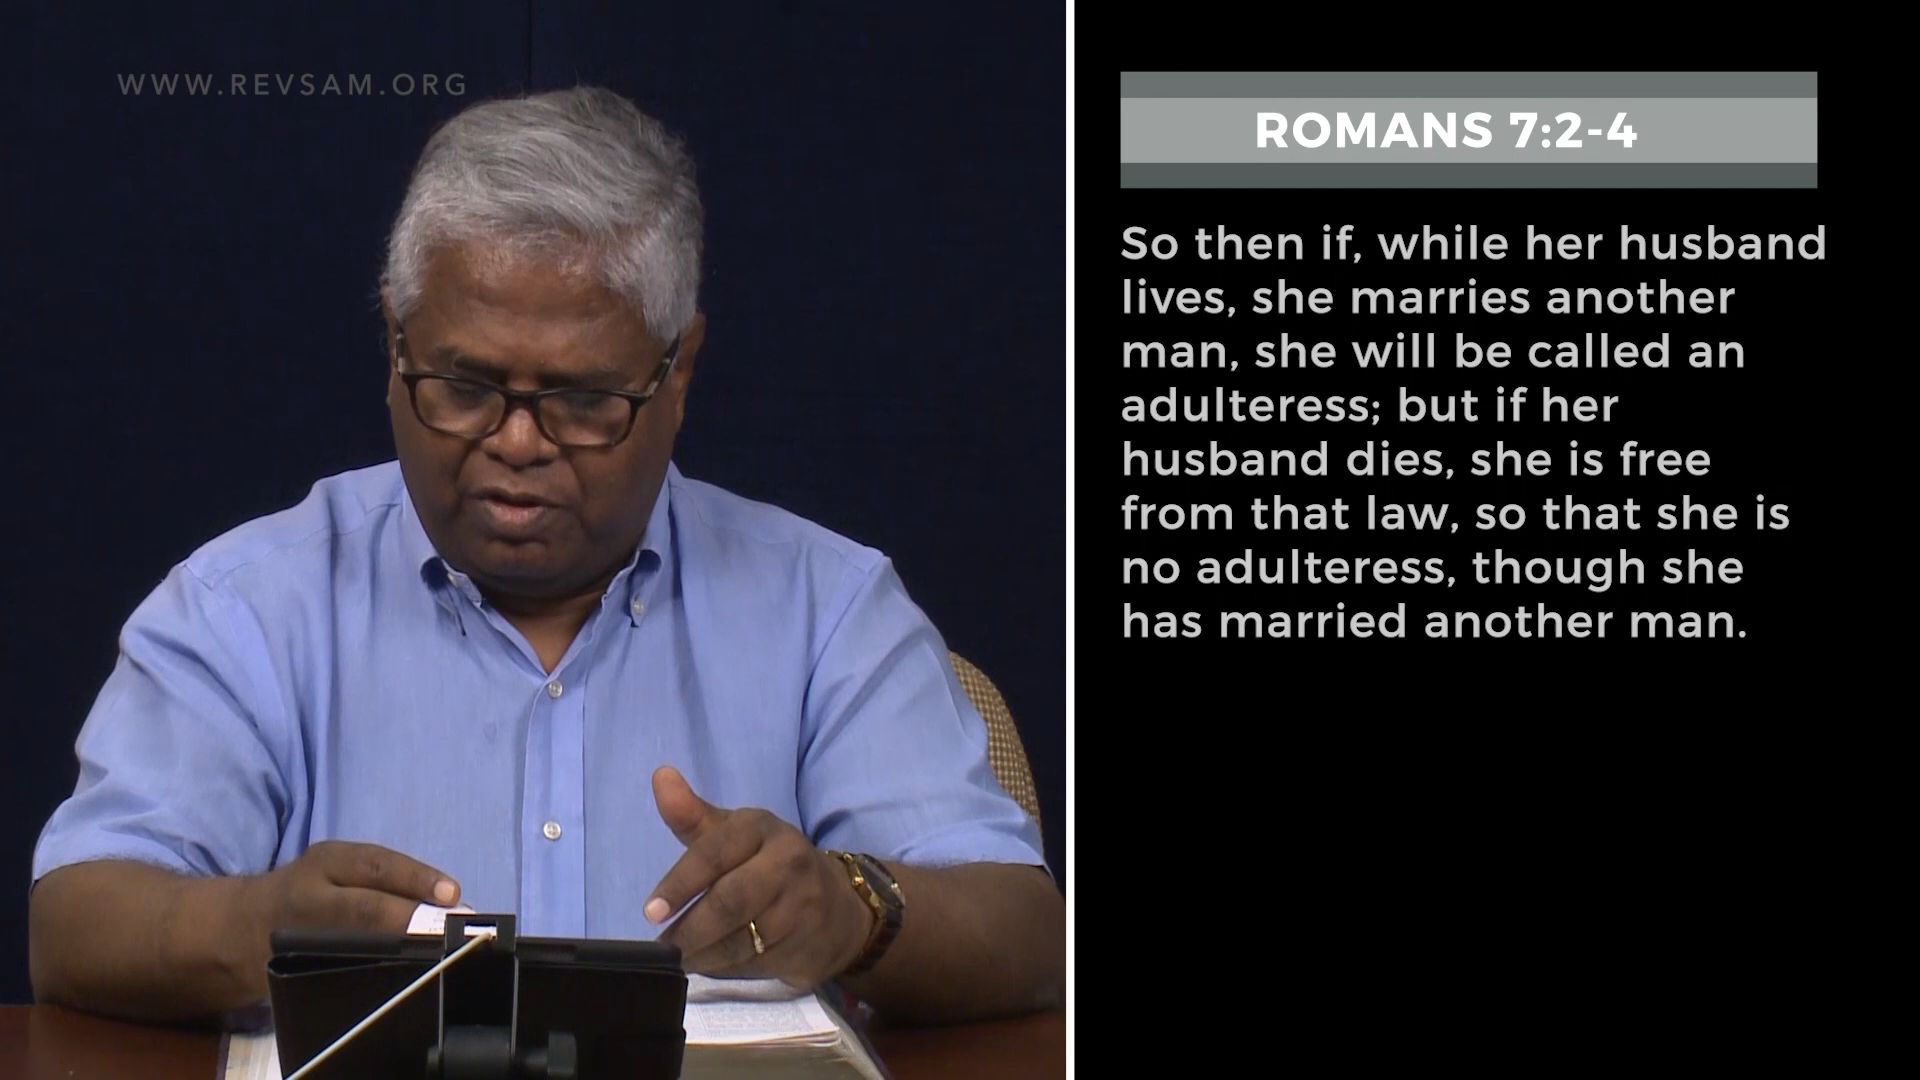 WWW.REVSAM.ORG
ROMANS 7:2-4
So then if, while her husband
lives, she marries another
man, she will be called an
adulteress; but if her
husband dies, she is free
from that law, so that she is
no adulteress, though she
has married another man.